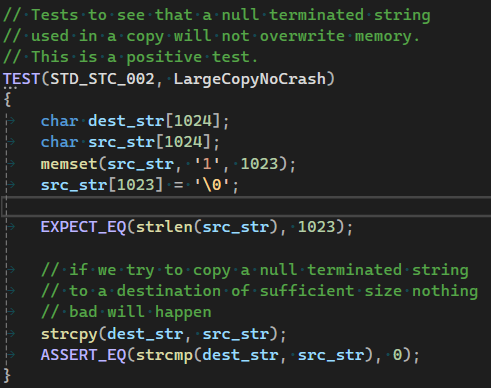 // Tests to see that a null terminated string
// used in a copy will not overwrite memory.
// This is a positive test.
TEST(STD_STC_002, LargeCopyNoCrash)
{
    char dest_str[1024];
    char src_str[1024];
    memset(src_str, '1', 1023);
    src_str[1023] = '\0';

    EXPECT_EQ(strlen(src_str), 1023);

    // if we try to copy a null terminated string
    // to a destination of sufficient size nothing
    // bad will happen
    strcpy(dest_str, src_str);
    ASSERT_EQ(strcmp(dest_str, src_str), 0);
}